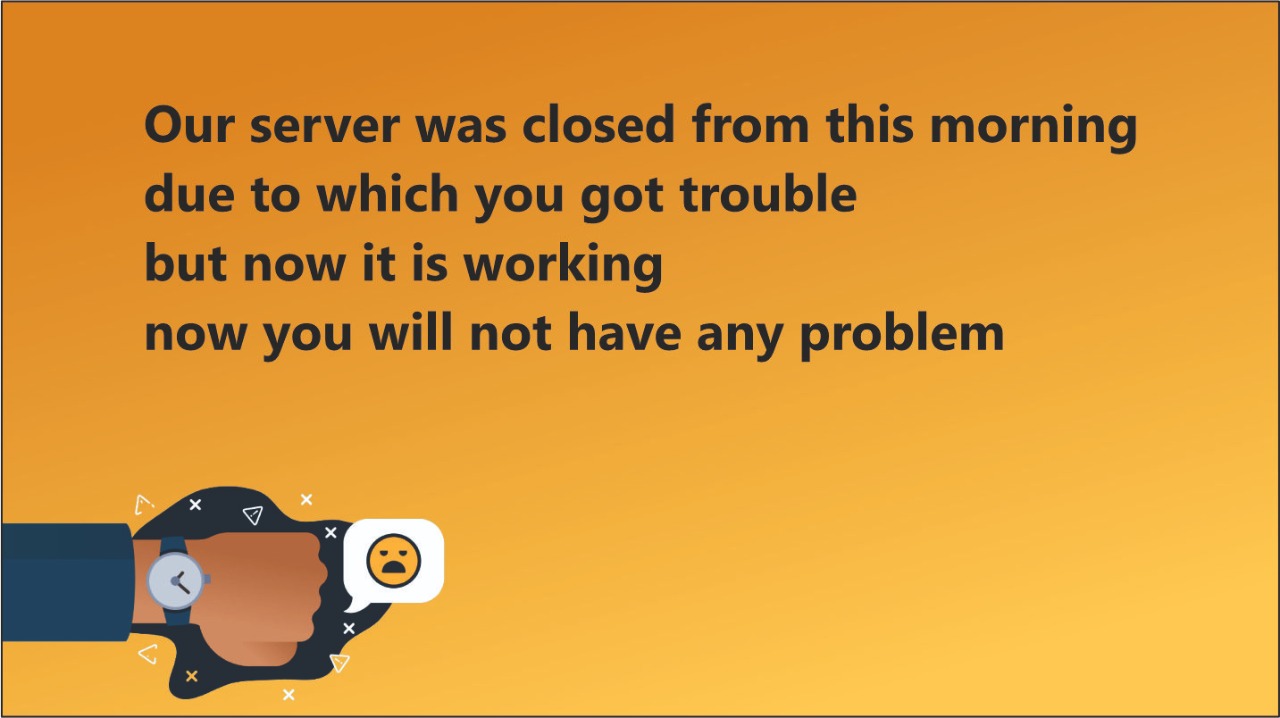 Our server was closed from this morning
due to which you got trouble
but now it is working
now you will not have any problem